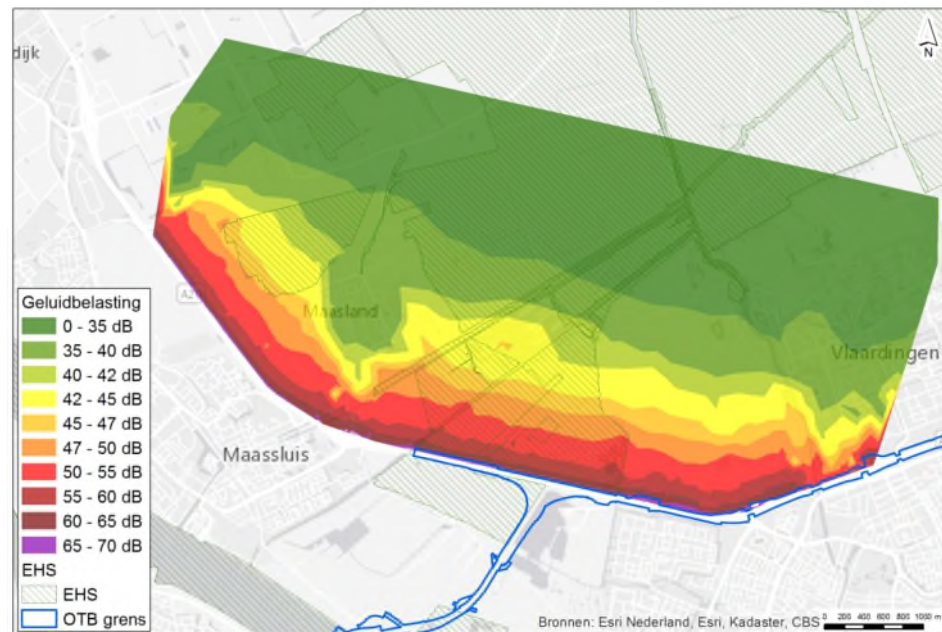 dijk
N
A2
Maasland
Vlaardingen
Maassluis
Geluidbelasting
0 - 35 dB
35 - 40 dB
40 - 42 dB
42 - 45 dB
45 - 47 dB
47 - 50 dB
50 - 55 dB
55 - 60 dB
60 - 65 dB
65 - 70 dB
EHS
EHS
OTB grens
Bronnen: Esri Nederland, Esri, Kadaster, CBS
0 200 400 600 800 1000 m